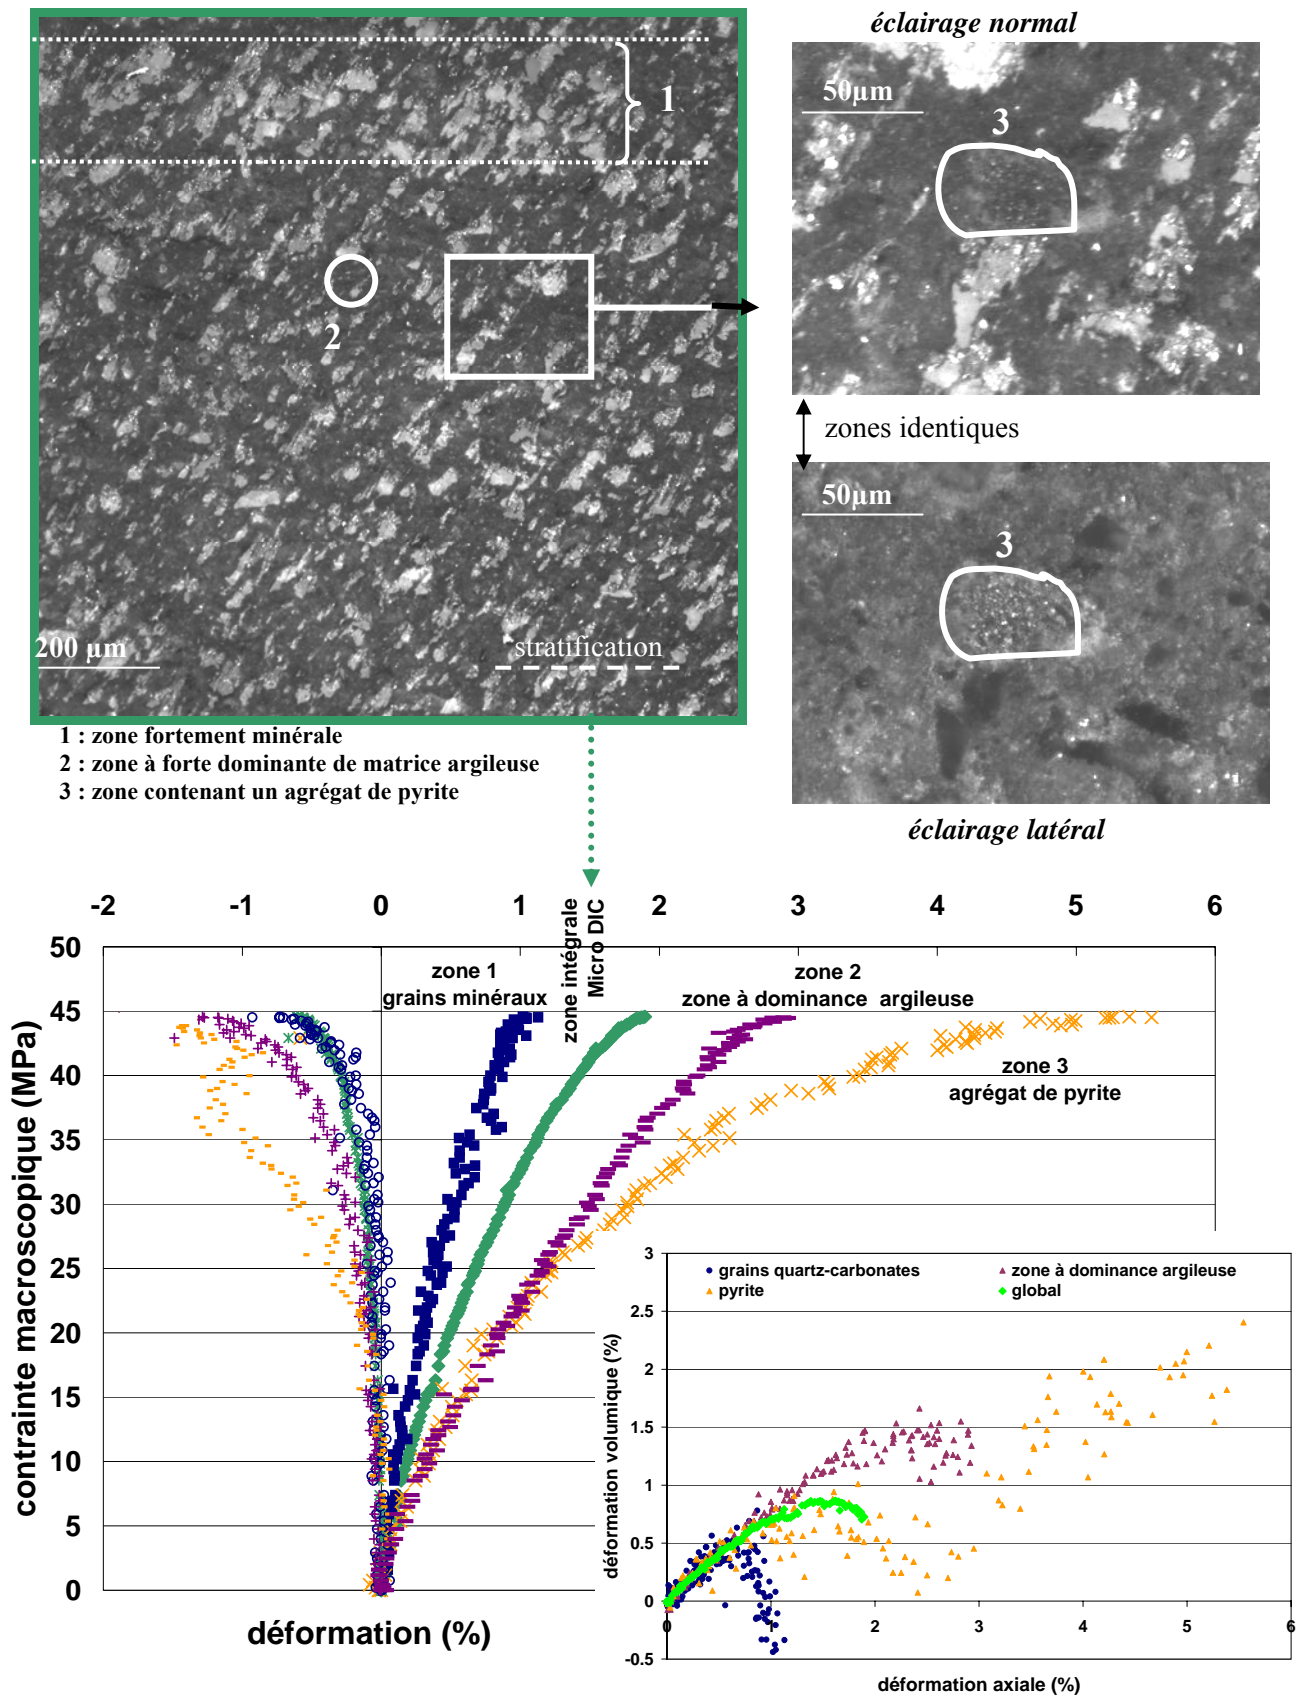 éclairage normal
1
2
200 µm
stratification
50µm
3
zones identiques
50µm
3
éclairage latéral
1 : zone fortement minérale
2 : zone à forte dominante de matrice argileuse
3 : zone contenant un agrégat de pyrite
-2 -1 0 1 2 3 4 5 6
50
45
40
35
30
25
20
15
10
5
0
contrainte macroscopique (MPa)
déformation (%)
zone 1
grains minéraux
zone intégrale
Micro DIC
zone 2
zone à dominance argileuse
zone 3
agrégat de pyrite
grains quartz-carbonates
zone à dominance argileuse
pyrite
global
3
2.5
2
1.5
1
0.5
0
-0.5
déformation volumique (%)
0 1 2 3 4 5 6
déformation axiale (%)